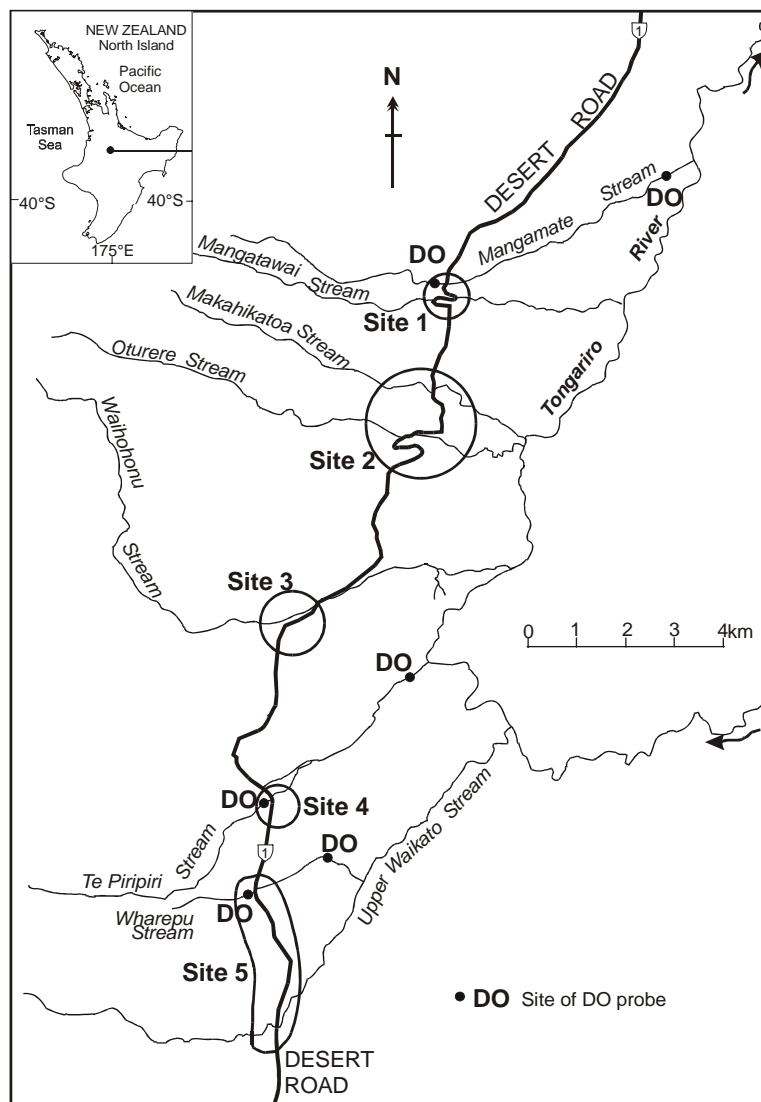 NEW ZEALAND
North Island
Pacific
Ocean
Tasman
Sea
40°S
40°S
175°E
N
1
DESERT ROAD
DO
Mangamate Stream
River
Tongariro
Mangatawai Stream
DO
Site 1
Makahikatoa Stream
Oturere Stream
Site 2
Waihohonu
Stream
Site 3
0 1 2 3 4km
DO
DO
Site 4
Stream
Te Piripiri
1
DO
Upper Waikato Stream
DO
Wharepu
Stream
Site 5
DO Site of DO probe
DESERT
ROAD